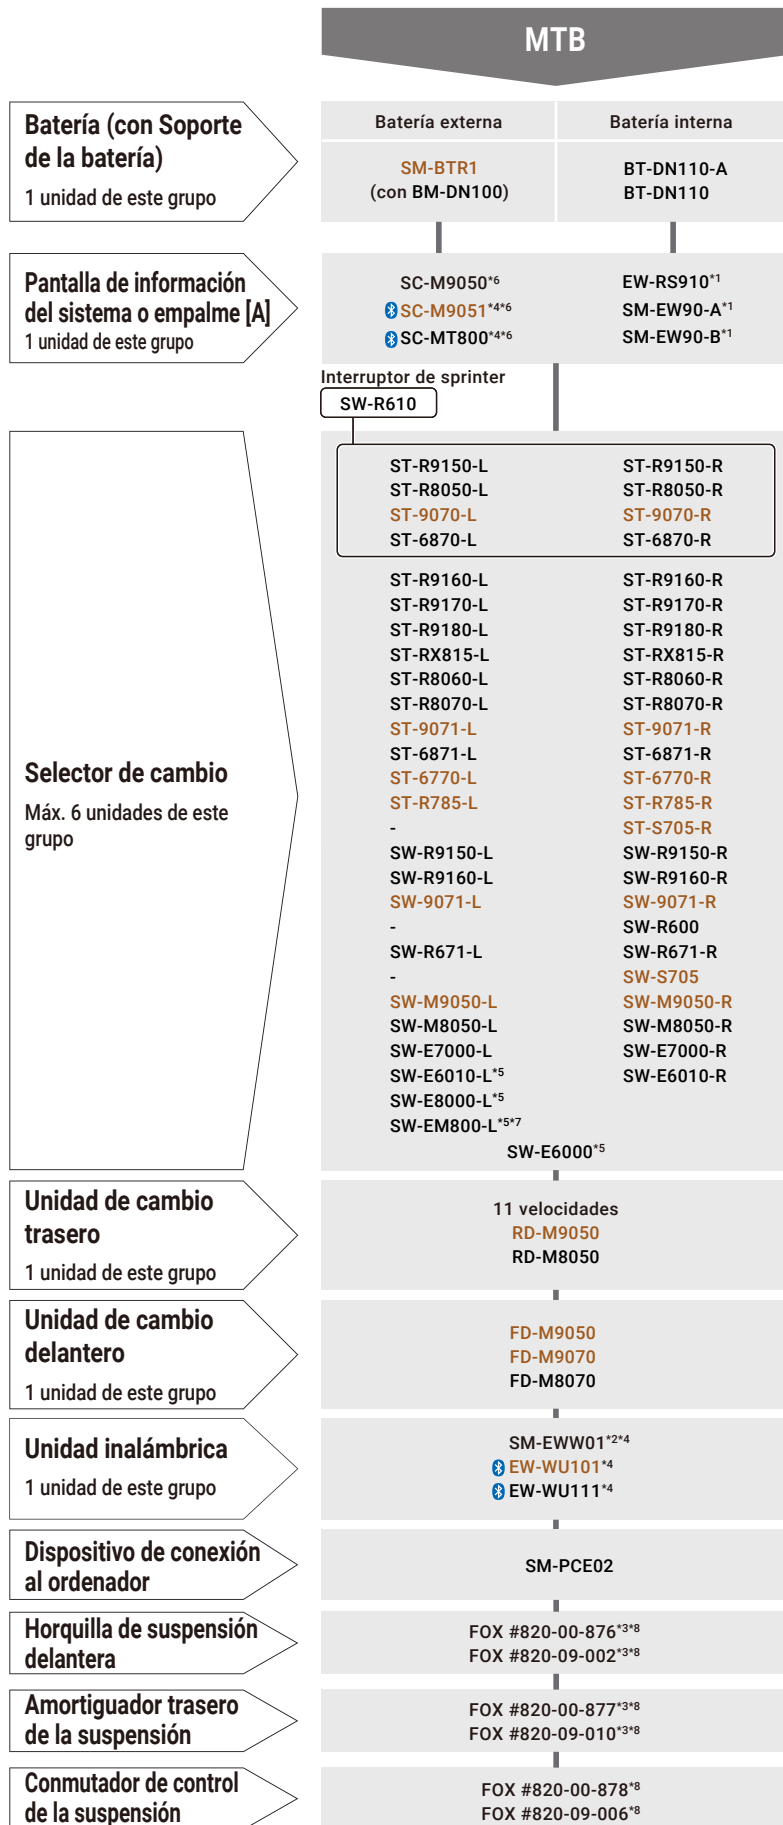 MTB
Batería (con Soporte
de la batería)
1 unidad de este grupo
Batería externa
Batería interna
SM-BTR1
(con BM-DN100)
BT-DN110-A
BT-DN110
Pantalla de información
del sistema o empalme [A]
1 unidad de este grupo
SC-M9050*6
SC-M9051*4*6
SC-MT800*4*6
EW-RS910*1
SM-EW90-A*1
SM-EW90-B*1
Interruptor de sprinter
SW-R610
Selector de cambio
Máx. 6 unidades de este
grupo
ST-R9150-L ST-R9150-R
ST-R8050-L ST-R8050-R
ST-9070-L ST-9070-R
ST-6870-L ST-6870-R
ST-R9160-L ST-R9160-R
ST-R9170-L ST-R9170-R
ST-R9180-L ST-R9180-R
ST-RX815-L ST-RX815-R
ST-R8060-L ST-R8060-R
ST-R8070-L ST-R8070-R
ST-9071-L ST-9071-R
ST-6871-L ST-6871-R
ST-6770-L ST-6770-R
ST-R785-L ST-R785-R
- ST-S705-R
SW-R9150-L SW-R9150-R
SW-R9160-L SW-R9160-R
SW-9071-L SW-9071-R
- SW-R600
SW-R671-L SW-R671-R
- SW-S705
SW-M9050-L SW-M9050-R
SW-M8050-L SW-M8050-R
SW-E7000-L SW-E7000-R
SW-E6010-L*5 SW-E6010-R
SW-E8000-L*5
SW-EM800-L*5*7
SW-E6000*5
Unidad de cambio
trasero
1 unidad de este grupo
11 velocidades
RD-M9050
RD-M8050
Unidad de cambio
delantero
1 unidad de este grupo
FD-M9050
FD-M9070
FD-M8070
Unidad inalámbrica
1 unidad de este grupo
SM-EWW01*2*4
EW-WU101*4
EW-WU111*4
Dispositivo de conexión
al ordenador
SM-PCE02
Horquilla de suspensión
delantera
FOX #820-00-876*3*8
FOX #820-09-002*3*8
Amortiguador trasero
de la suspensión
FOX #820-00-877*3*8
FOX #820-09-010*3*8
Conmutador de control
de la suspensión
FOX #820-00-878*8
FOX #820-09-006*8